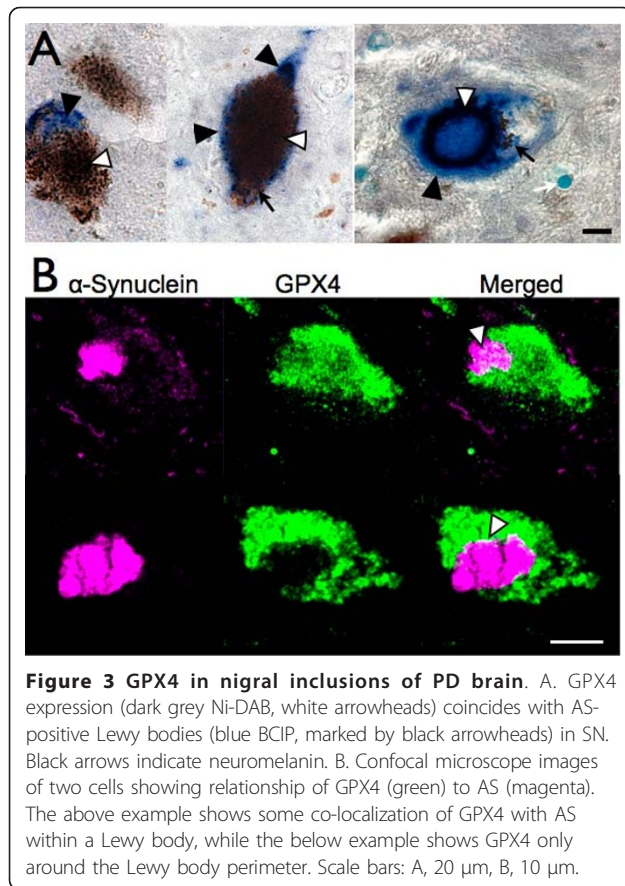 A
B
α-Synuclein GPX4 Merged
Figure 3 GPX4 in nigral inclusions of PD brain. A. GPX4
expression (dark grey Ni-DAB, white arrowheads) coincides with AS-
positive Lewy bodies (blue BCIP, marked by black arrowheads) in SN.
Black arrows indicate neuromelanin. B. Confocal microscope images
of two cells showing relationship of GPX4 (green) to AS (magenta).
The above example shows some co-localization of GPX4 with AS
within a Lewy body, while the below example shows GPX4 only
around the Lewy body perimeter. Scale bars: A, 20 μm, B, 10 μm.